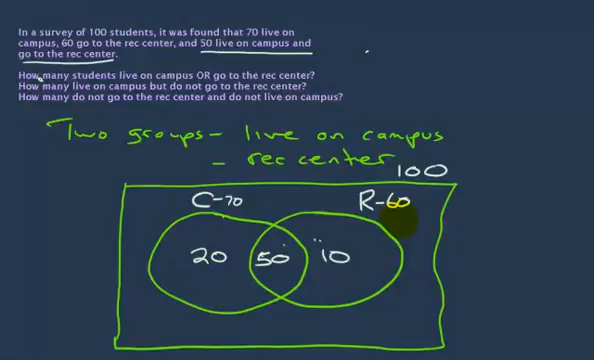 In a survey of 100 students, it was found that 70 live on
campus, 60 go to the rec center, and 50 live on campus and
go to the rec center.
How many students live on campus OR go to the rec center?
How many live on campus but do not go to the rec center?
How many do not go to the rec center and do not live on campus?
Two groups - live on campus
- rec center
100
C-70 R-60
20 50 10